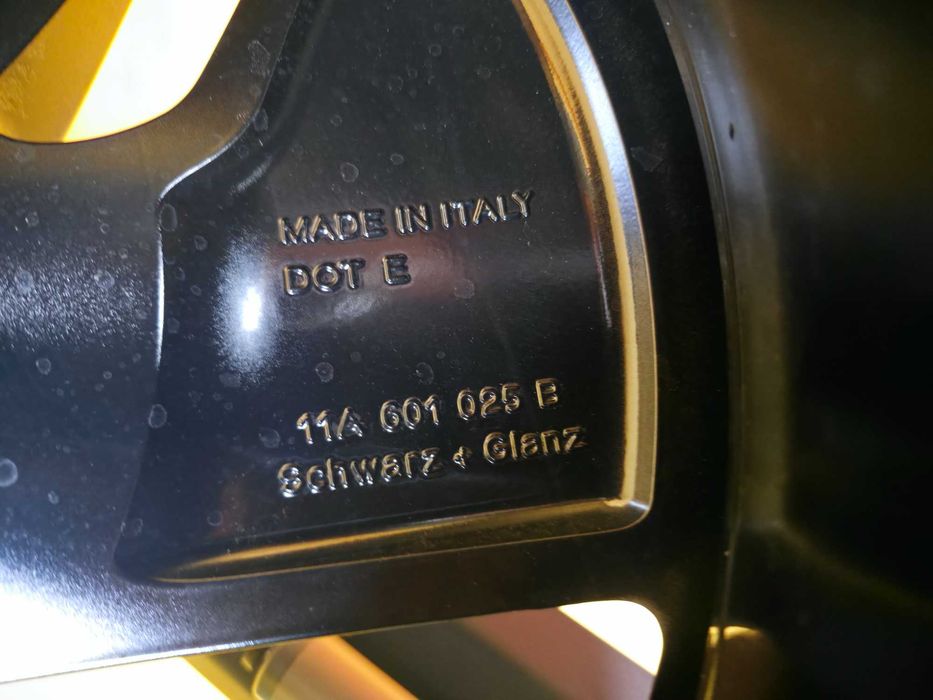 MADE IN ITALY
DOT E
11A 601 025 B
Schwarz + Glanz